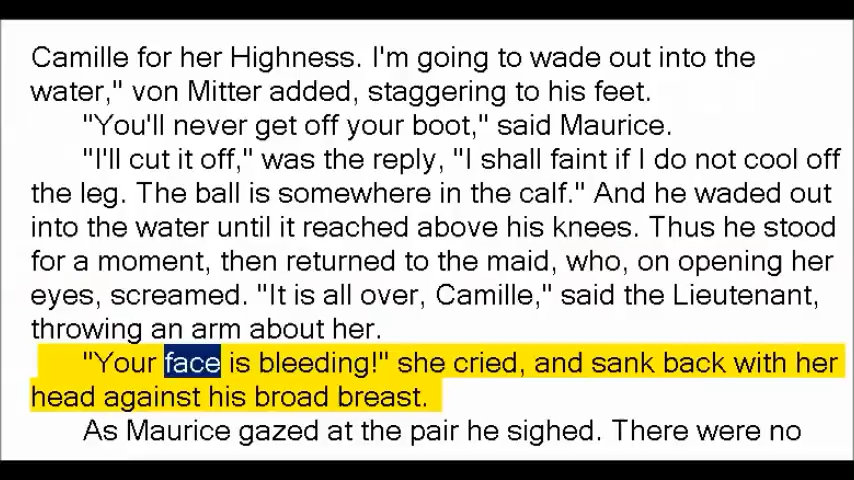 Camille for her Highness. I'm going to wade out into the
water," von Mitter added, staggering to his feet.
"You'll never get off your boot," said Maurice.
"I'll cut it off," was the reply, "I shall faint if I do not cool off
the leg. The ball is somewhere in the calf." And he waded out
into the water until it reached above his knees. Thus he stood
for a moment, then returned to the maid, who, on opening her
eyes, screamed. "It is all over, Camille," said the Lieutenant,
throwing an arm about her.
"Your face is bleeding!" she cried, and sank back with her
head against his broad breast.
As Maurice gazed at the pair he sighed. There were no